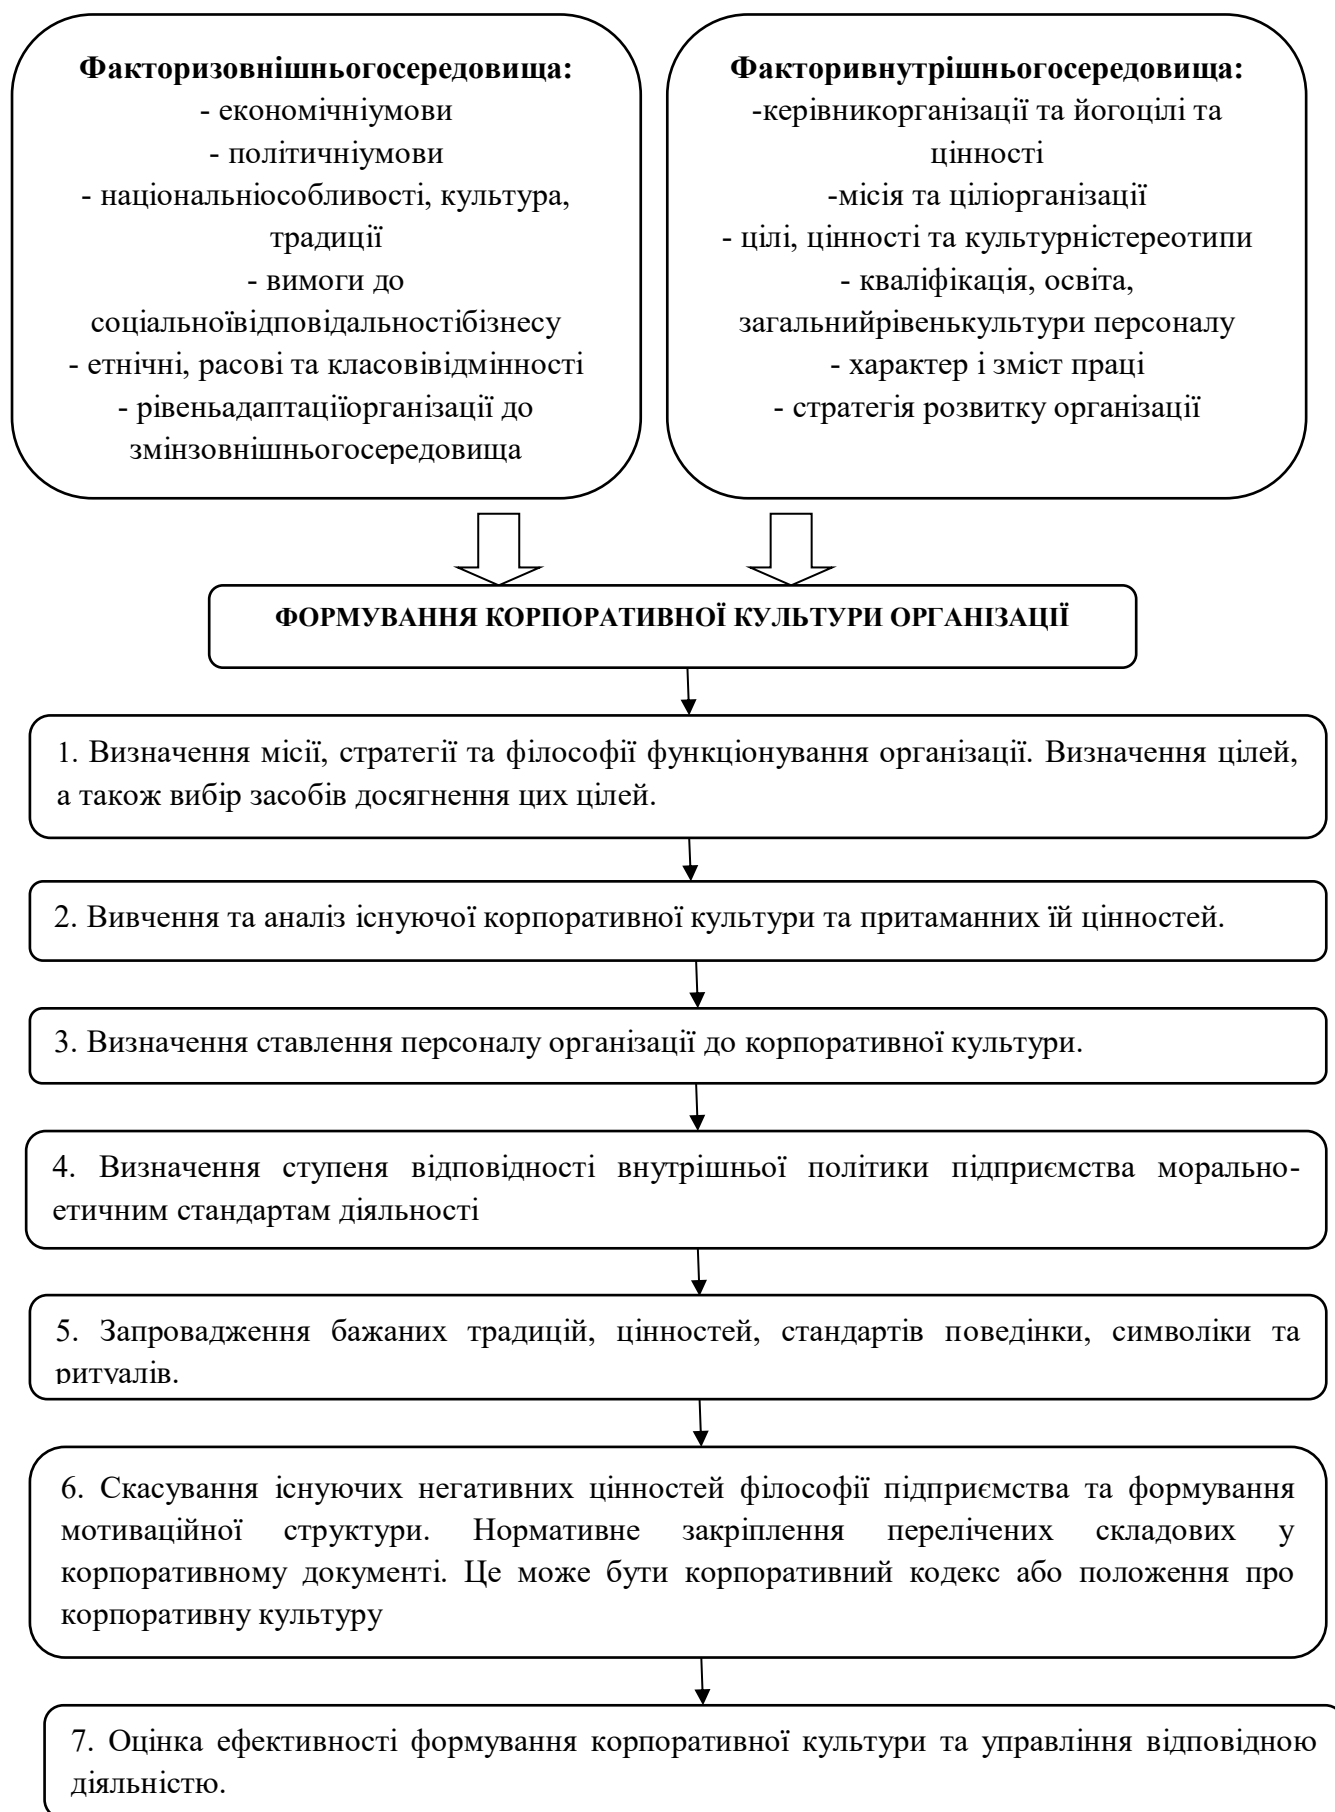 Факторизовнішньогосередовища:
- економічніумови
- політичніумови
- національніособливості, культура,
традиції
- вимоги до
соціальноївідповідальностібізнесу
- етнічні, расові та класовівідмінності
- рівеньадаптаціїорганізації до
змінзовнішньогосередовища
Факторивнутрішньогосередовища:
-керівникорганізації та йогоцілі та
цінності
-місія та ціліорганізації
- цілі, цінності та культурністереотипи
- кваліфікація, освіта,
загальнийрівенькультури персоналу
- характер і зміст праці
- стратегія розвитку організації
ФОРМУВАННЯ КОРПОРАТИВНОЇ КУЛЬТУРИ ОРГАНІЗАЦІЇ
1. Визначення місії, стратегії та філософії функціонування організації. Визначення цілей,
а також вибір засобів досягнення цих цілей.
2. Вивчення та аналіз існуючої корпоративної культури та притаманних їй цінностей.
3. Визначення ставлення персоналу організації до корпоративної культури.
4. Визначення ступеня відповідності внутрішньої політики підприємства морально-
етичним стандартам діяльності
5. Запровадження бажаних традицій, цінностей, стандартів поведінки, символіки та
ритуалів.
6. Скасування існуючих негативних цінностей філософії підприємства та формування
мотиваційної структури. Нормативне закріплення перелічених складових у
корпоративному документі. Це може бути корпоративний кодекс або положення про
корпоративну культуру
7. Оцінка ефективності формування корпоративної культури та управління відповідною
діяльністю.